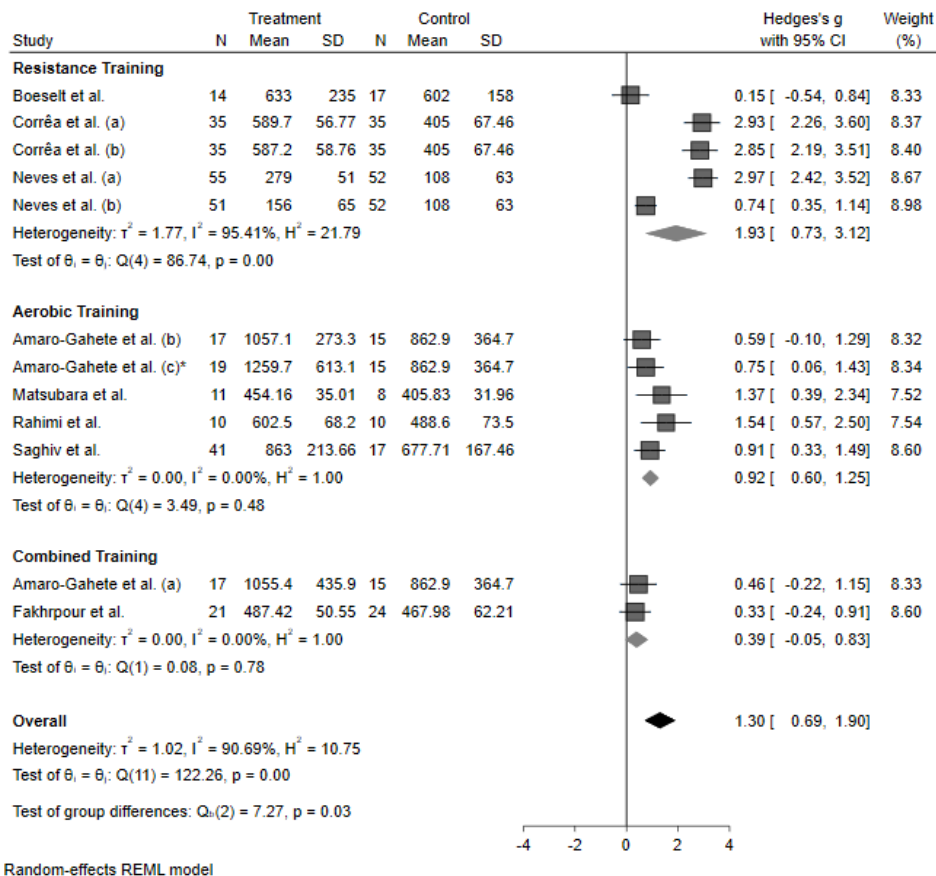 Treatment Control Hedges's g Weight
Study N Mean SD N Mean SD with 95% CI (%)
Resistance Training
Boeselt et al. 14 633 235 17 602 158 0.15 [ -0.54, 0.84] 8.33
Corrêa et al. (a) 35 589.7 56.77 35 405 67.46 2.93 [ 2.26, 3.60] 8.37
Corrêa et al. (b) 35 587.2 58.76 35 405 67.46 2.85 [ 2.19, 3.51] 8.40
Neves et al. (a) 55 279 51 52 108 63 2.97 [ 2.42, 3.52] 8.67
Neves et al. (b) 51 156 65 52 108 63 0.74 [ 0.35, 1.14] 8.98
Heterogeneity: τ² = 1.77, I² = 95.41%, H² = 21.79 1.93 [ 0.73, 3.12]
Test of θᵢ = θⱼ: Q(4) = 86.74, p = 0.00
Aerobic Training
Amaro-Gahete et al. (b) 17 1057.1 273.3 15 862.9 364.7 0.59 [ -0.10, 1.29] 8.32
Amaro-Gahete et al. (c)* 19 1259.7 613.1 15 862.9 364.7 0.75 [ 0.06, 1.43] 8.34
Matsubara et al. 11 454.16 35.01 8 405.83 31.96 1.37 [ 0.39, 2.34] 7.52
Rahimi et al. 10 602.5 68.2 10 488.6 73.5 1.54 [ 0.57, 2.50] 7.54
Saghiv et al. 41 863 213.66 17 677.71 167.46 0.91 [ 0.33, 1.49] 8.60
Heterogeneity: τ² = 0.00, I² = 0.00%, H² = 1.00 0.92 [ 0.60, 1.25]
Test of θᵢ = θⱼ: Q(4) = 3.49, p = 0.48
Combined Training
Amaro-Gahete et al. (a) 17 1055.4 435.9 15 862.9 364.7 0.46 [ -0.22, 1.15] 8.33
Fakhrpour et al. 21 487.42 50.55 24 467.98 62.21 0.33 [ -0.24, 0.91] 8.60
Heterogeneity: τ² = 0.00, I² = 0.00%, H² = 1.00 0.39 [ -0.05, 0.83]
Test of θᵢ = θⱼ: Q(1) = 0.08, p = 0.78
Overall 1.30 [ 0.69, 1.90]
Heterogeneity: τ² = 1.02, I² = 90.69%, H² = 10.75
Test of θᵢ = θⱼ: Q(11) = 122.26, p = 0.00
Test of group differences: Qb(2) = 7.27, p = 0.03
-4 -2 0 2 4
Random-effects REML model